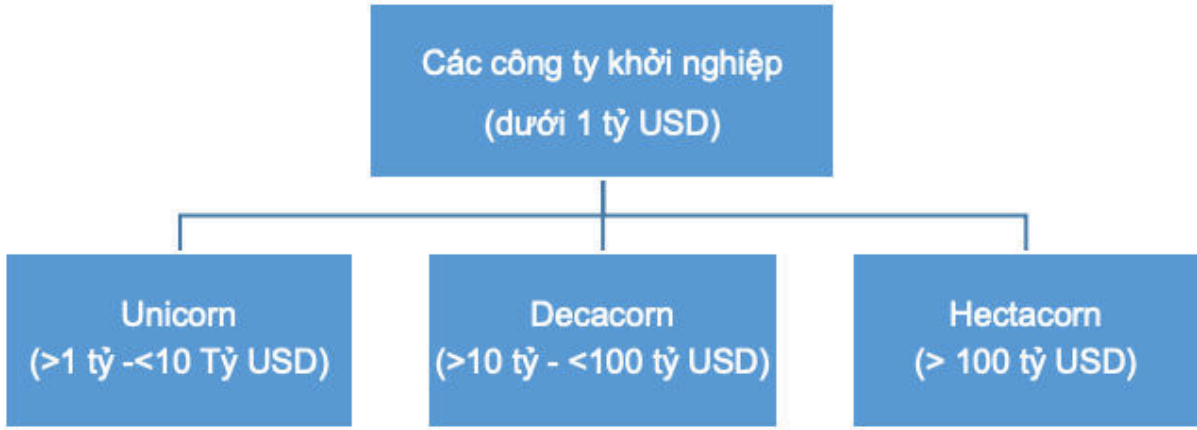 Các công ty khởi nghiệp
(dưới 1 tỷ USD)
Unicorn
(>1 tỷ -<10 Tỷ USD)
Decacorn
(>10 tỷ - <100 tỷ USD)
Hectacorn
(> 100 tỷ USD)